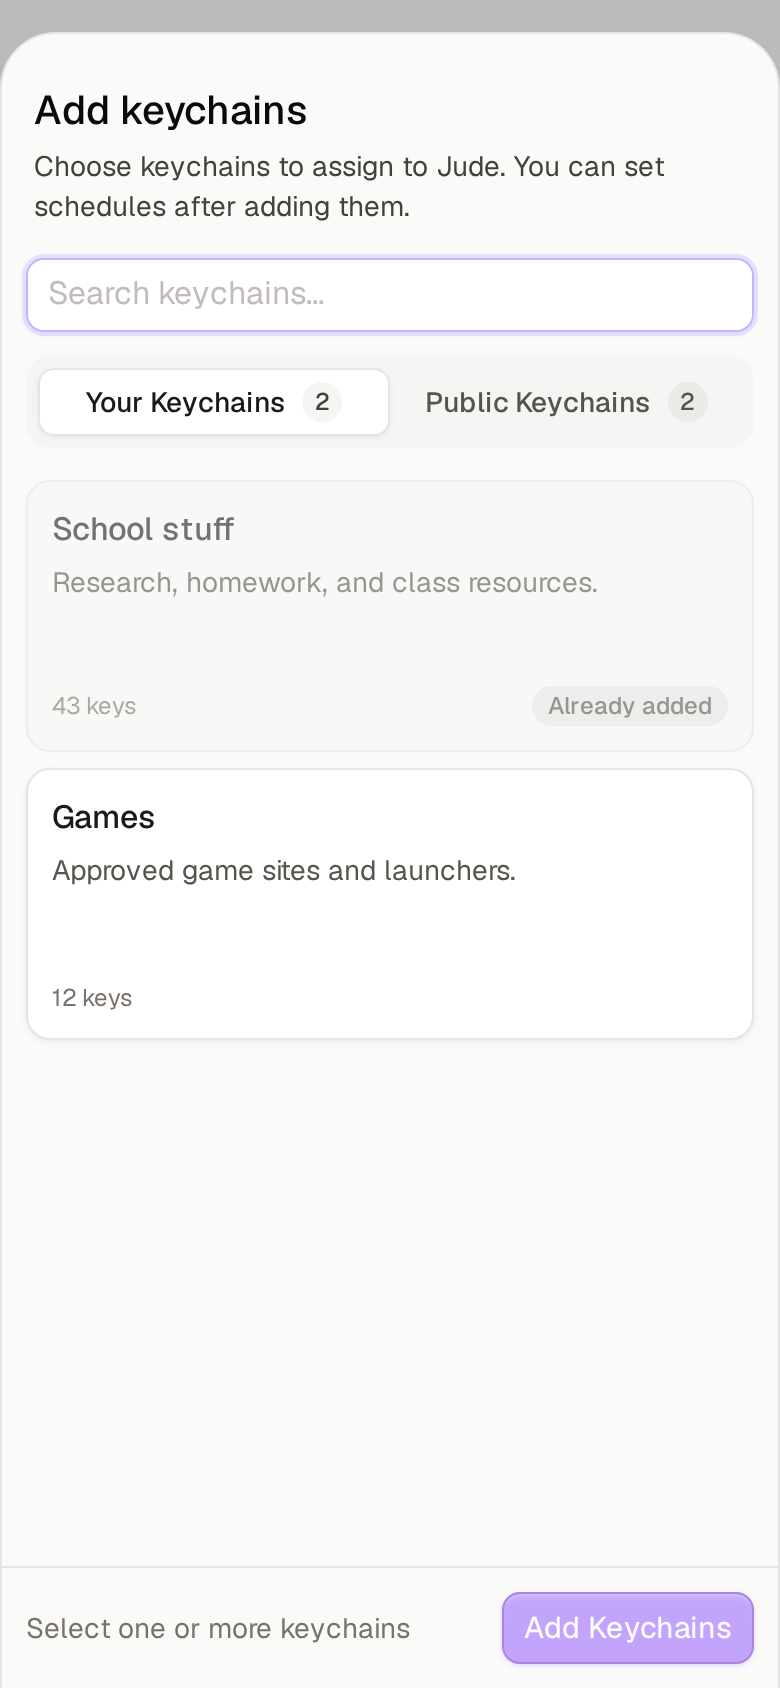 Add keychains
Choose keychains to assign to Jude. You can set
schedules after adding them.
Search keychains...
Your Keychains 2 Public Keychains 2
School stuff
Research, homework, and class resources.
43 keys Already added
Games
Approved game sites and launchers.
12 keys
Select one or more keychains Add Keychains